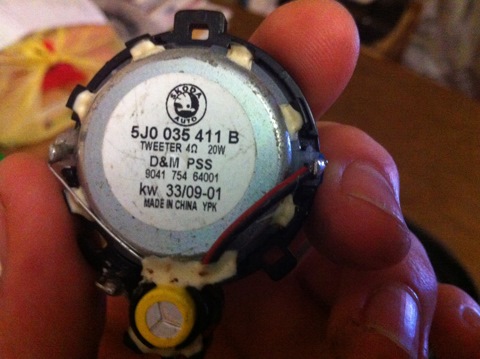 ŠKODA
AUTO
5J0 035 411 B
TWEETER 4Ω 20W
D&M PSS
9041 754 64001
kw 33/09-01
MADE IN CHINA YPK